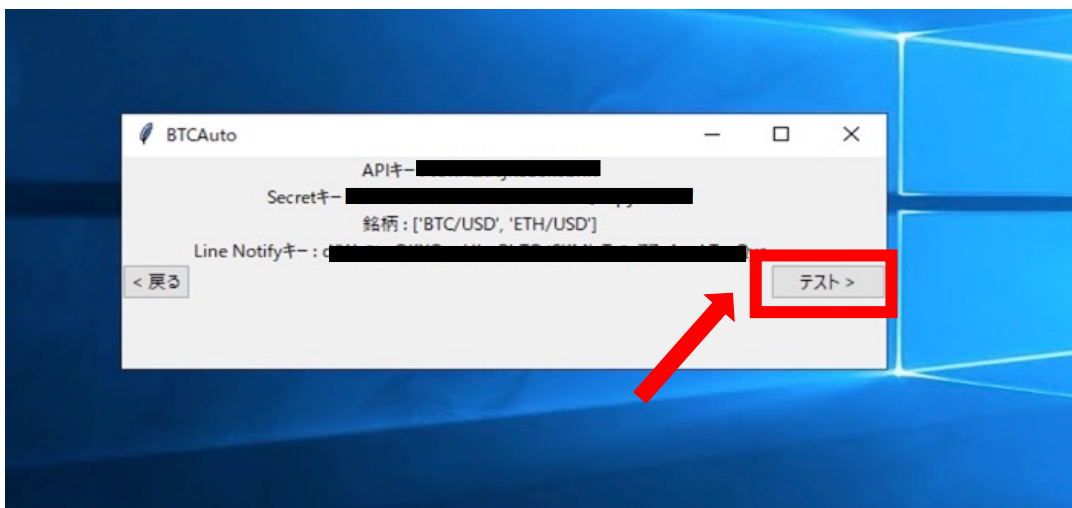 BTCAuto
APIキー
Secretキー
銘柄 : ['BTC/USD', 'ETH/USD']
Line Notifyキー :
< 戻る
テスト >